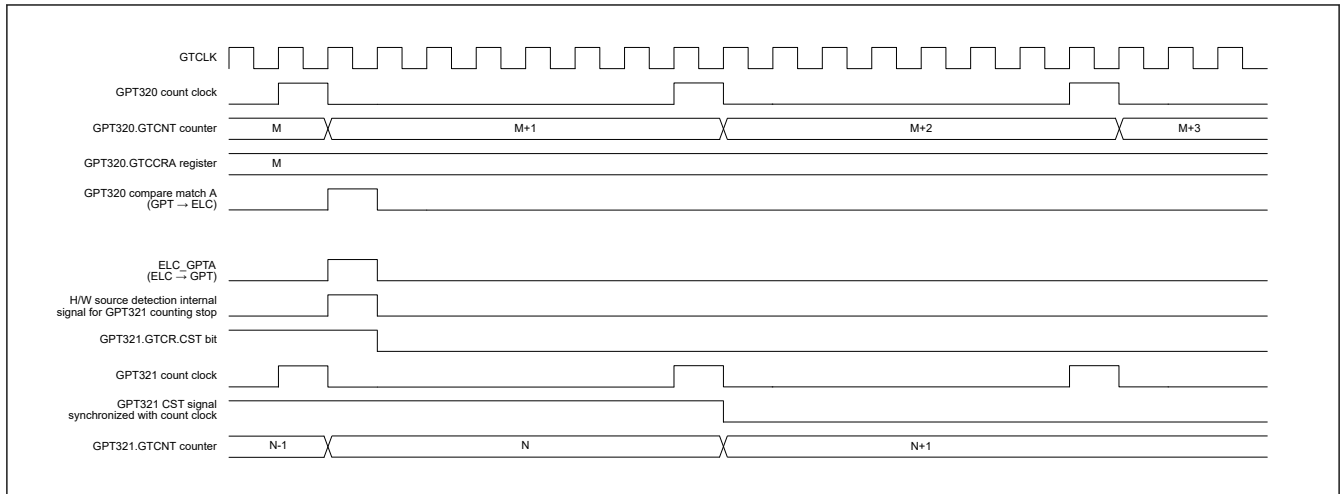 GTCLK
GPT320 count clock
GPT320.GTCNT counter M M+1 M+2 M+3
GPT320.GTCCRA register M
GPT320 compare match A
(GPT → ELC)
ELC_GPTA
(ELC → GPT)
H/W source detection internal
signal for GPT321 counting stop
GPT321.GTCR.CST bit
GPT321 count clock
GPT321 CST signal
synchronized with count clock
GPT321.GTCNT counter N-1 N N+1